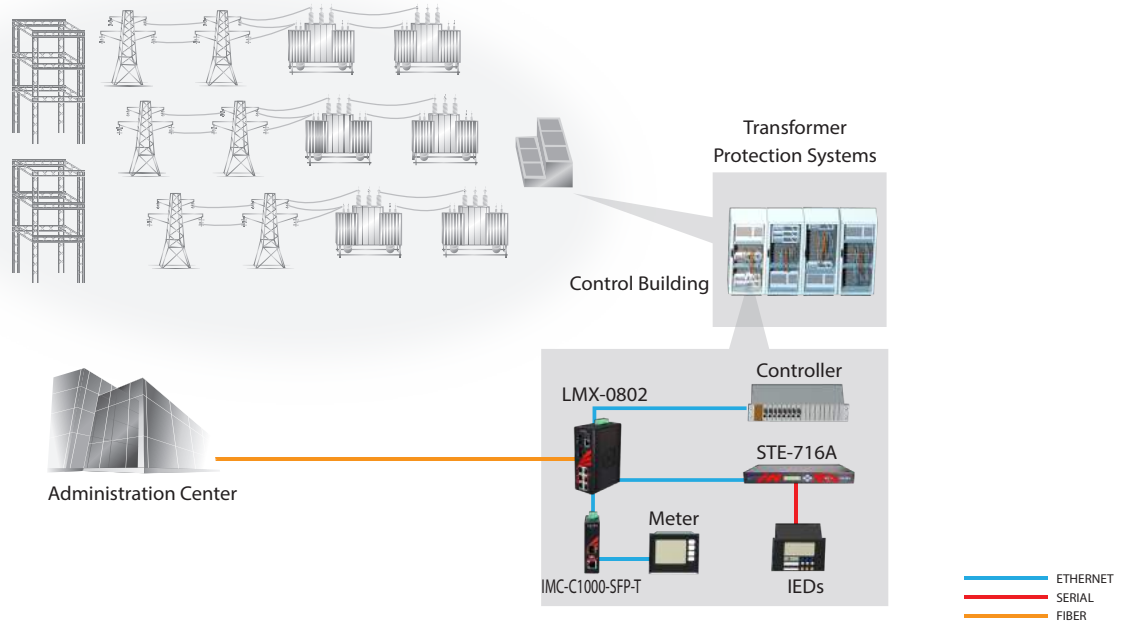 Transformer
Protection Systems
Control Building
Controller
LMX-0802
STE-716A
Administration Center
Meter
IMC-C1000-SFP-T
IEDs
ETHERNET
SERIAL
FIBER